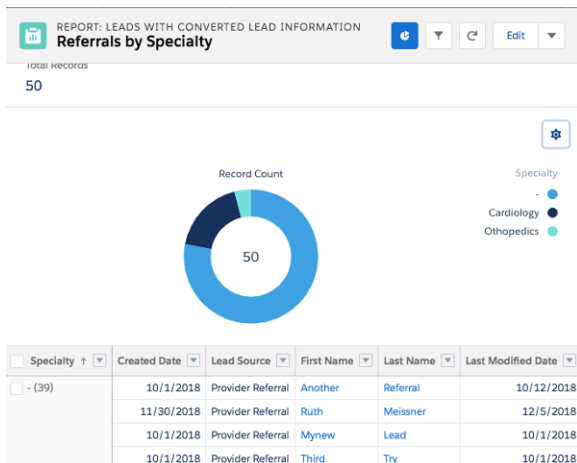 REPORT: LEADS WITH CONVERTED LEAD INFORMATION
Referrals by Specialty
Edit
Total Records
50
Record Count
50
Specialty
-
Cardiology
Othopedics
Specialty ↑ Created Date Lead Source First Name Last Name Last Modified Date
- (39) 10/1/2018 Provider Referral Another Referral 10/12/2018
11/30/2018 Provider Referral Ruth Meissner 12/5/2018
10/1/2018 Provider Referral Mynew Lead 10/1/2018
10/1/2018 Provider Referral Third Try 10/1/2018